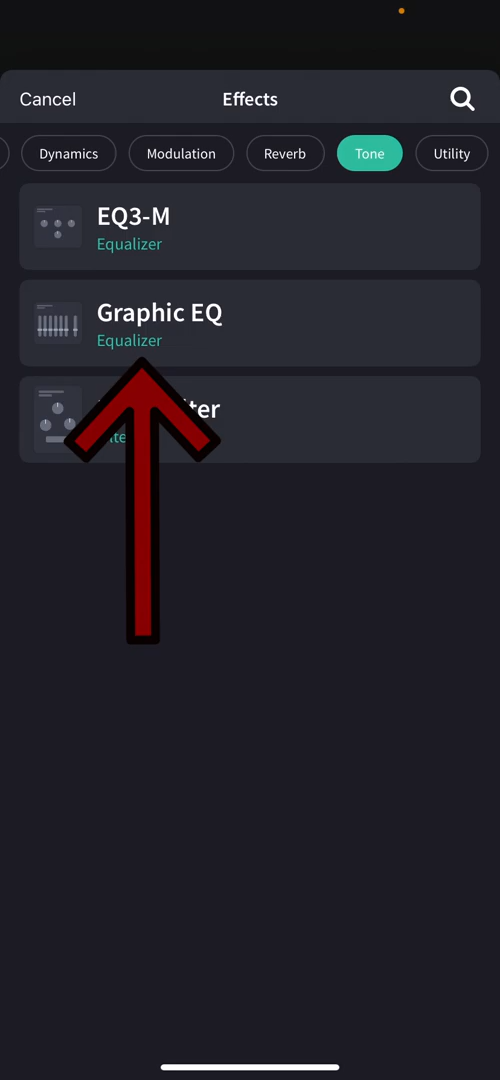 Cancel
Effects
Dynamics
Modulation
Reverb
Tone
Utility
EQ3-M
Equalizer
Graphic EQ
Equalizer